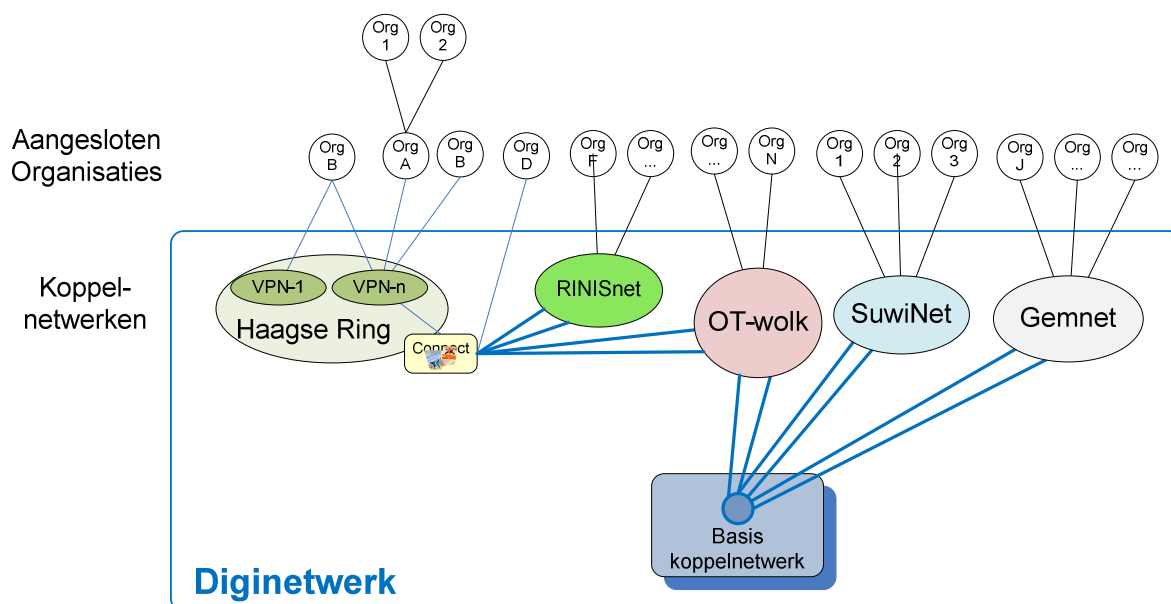 Org
1
Org
2
Aangesloten
Organisaties
Org
B
Org
A
Org
B
Org
D
Org
F
Org
...
Org
...
Org
N
Org
1
Org
2
Org
3
Org
J
Org
...
Org
...
Koppel-
netwerken
VPN-1
VPN-n
Haagse Ring
Connect
RINISnet
OT-wolk
SuwiNet
Gemnet
Basis
koppelnetwerk
Diginetwerk